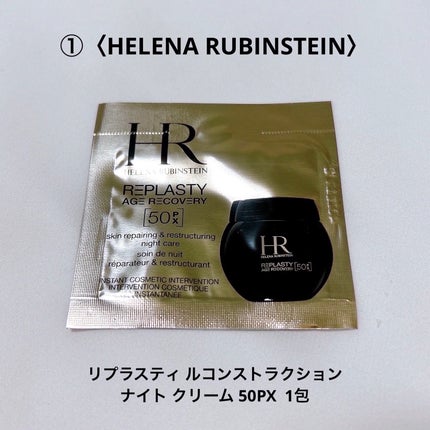 ①〈HELENA RUBINSTEIN〉
HR
HELENA RUBINSTEIN
REPLASTY
AGE RECOVERY
[50PX]
skin repairing & restructuring
night care
soin de nuit
réparateur & restructurant
INSTANT COSMETIC INTERVENTION
INTERVENTION COSMETIQUE
INSTANTANEE
HR
HELENA RUBINSTEIN
REPLASTY
AGE RECOVERY [50PX]
リプラスティ ルコンストラクション
ナイト クリーム 50PX 1包